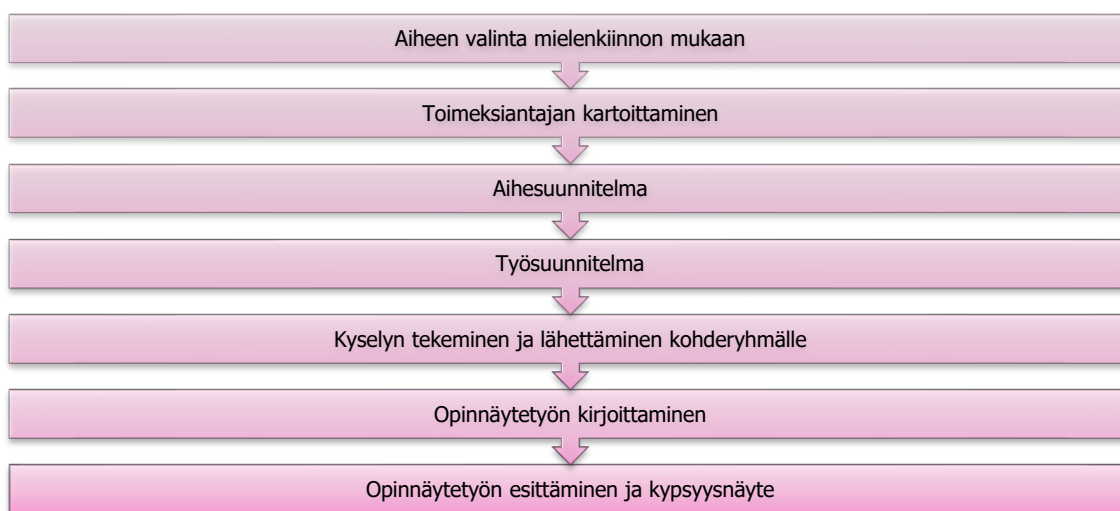 Aiheen valinta mielenkiinnon mukaan
Toimeksiantajan kartoittaminen
Aihesuunnitelma
Työsuunnitelma
Kyselyn tekeminen ja lähettäminen kohderyhmälle
Opinnäytetyön kirjoittaminen
Opinnäytetyön esittäminen ja kypsyysnäyte